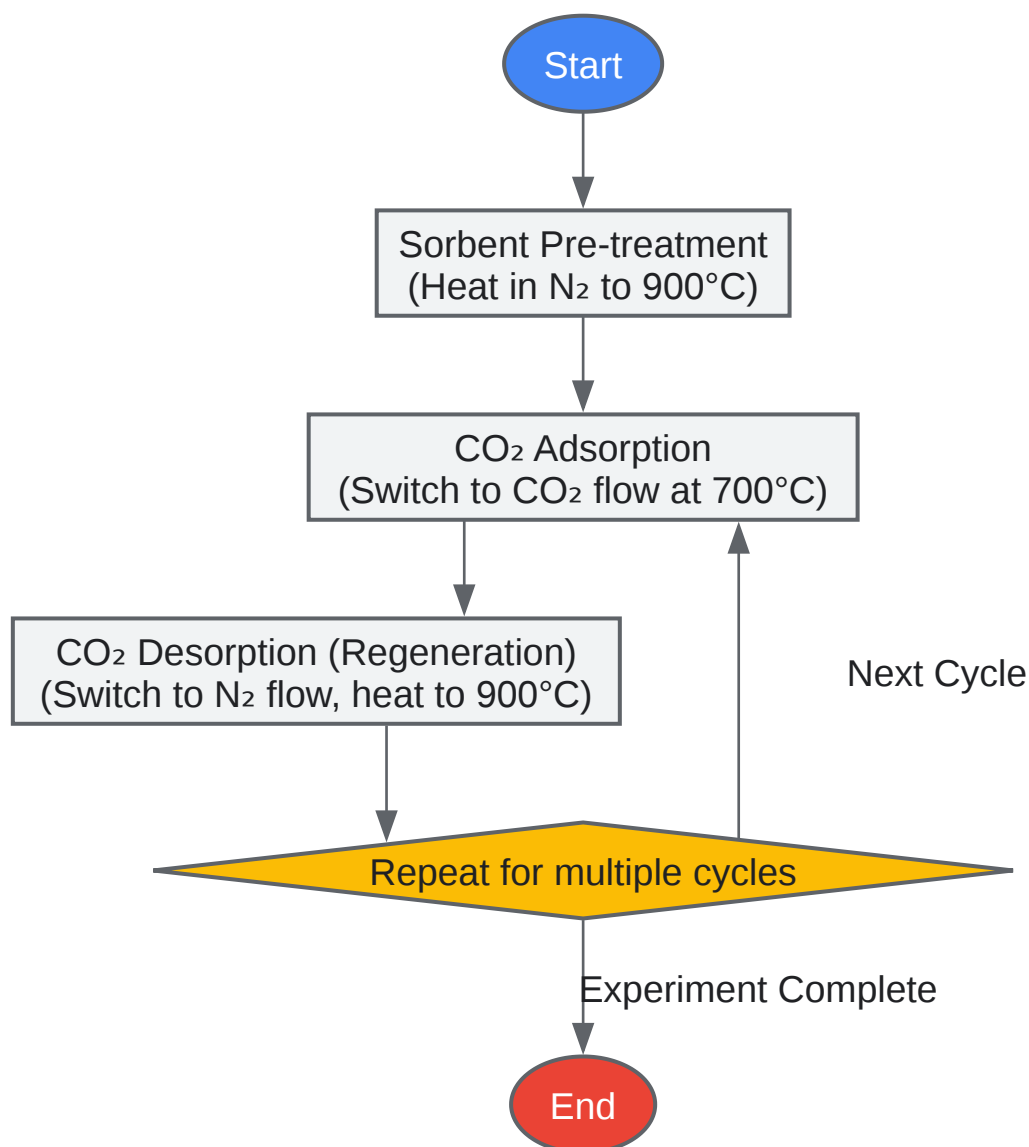 Start
Sorbent Pre-treatment
(Heat in N₂ to 900°C)
CO₂ Adsorption
(Switch to CO₂ flow at 700°C)
CO₂ Desorption (Regeneration)
(Switch to N₂ flow, heat to 900°C)
Next Cycle
Repeat for multiple cycles
Experiment Complete
End